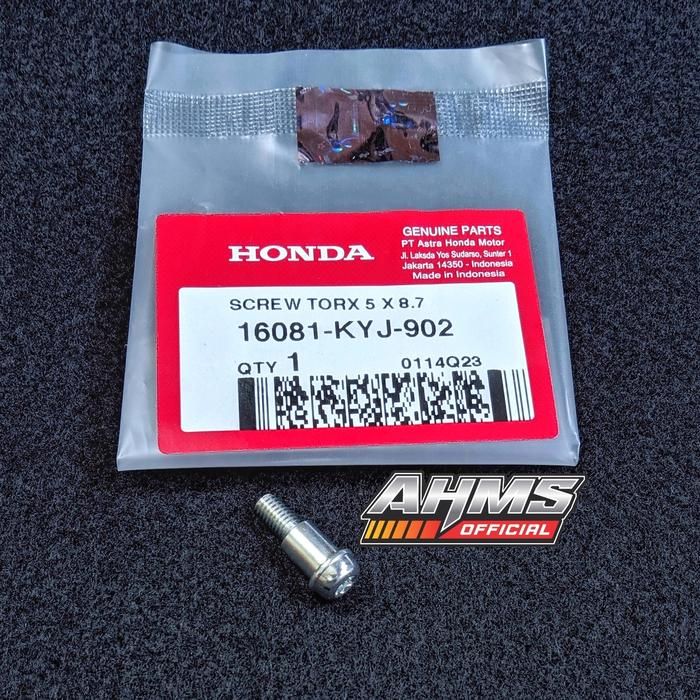 HONDA
GENUINE PARTS
PT Astra Honda Motor
Jl. Laksda Yos Sudarso, Sunter 1
Jakarta 14350 - Indonesia
Made in Indonesia
SCREW TORX 5 X 8.7
16081-KYJ-902
QTY 1 0114Q23
AHMS
OFFICIAL